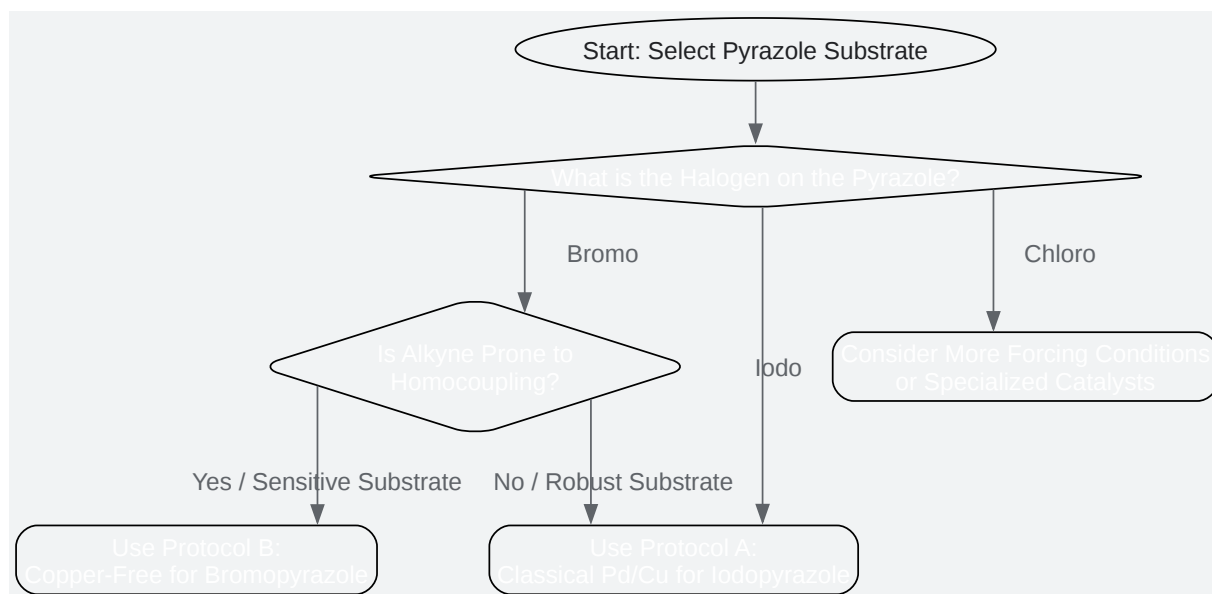 Start: Select Pyrazole Substrate
What is the Halogen on the Pyrazole?
Bromo
Chloro
Is Alkyne Prone to
Homocoupling?
Iodo
Consider More Forcing Conditions
or Specialized Catalysts
Yes / Sensitive Substrate
No / Robust Substrate
Use Protocol B:
Copper-Free for Bromopyrazole
Use Protocol A:
Classical Pd/Cu for Iodopyrazole